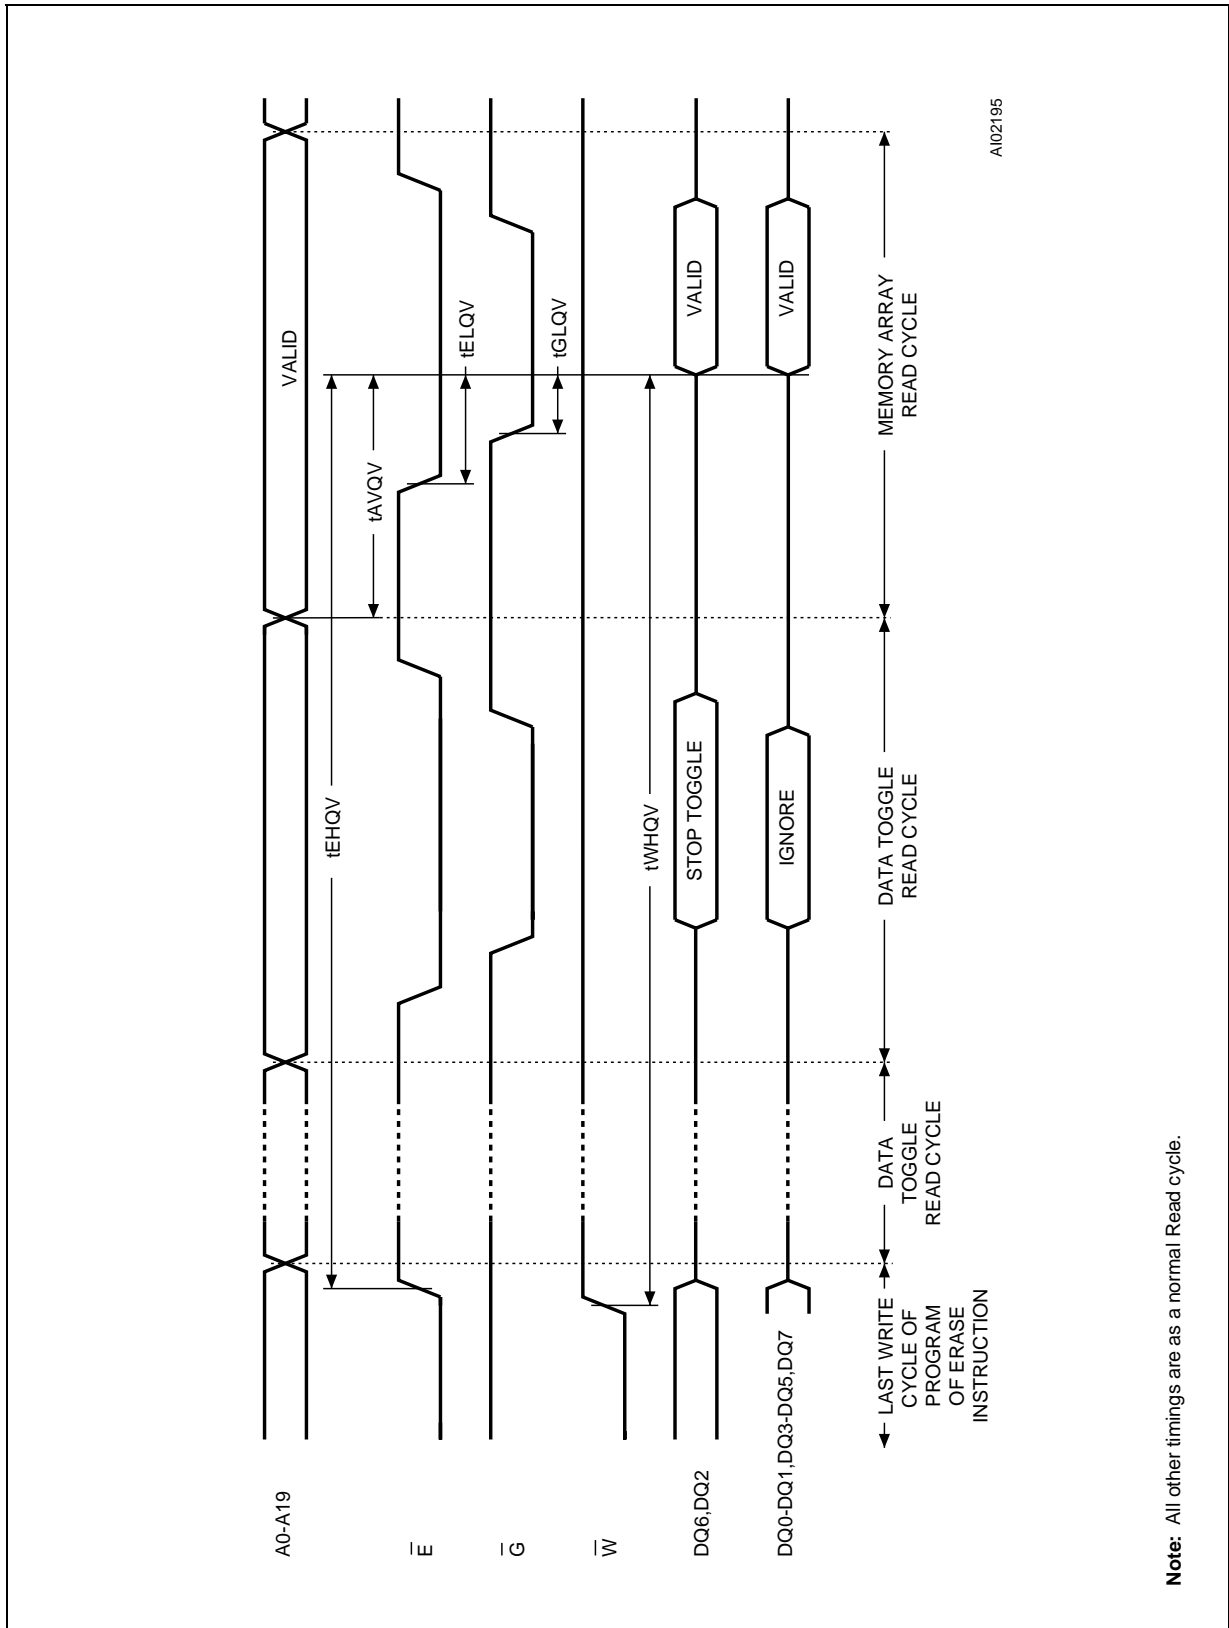 A0-A19
VALID
tEHQV
tAVQV
E
tELQV
G
tGLQV
W
tWHQV
DQ6,DQ2
STOP TOGGLE
VALID
DQ0-DQ1,DQ3-DQ5,DQ7
IGNORE
VALID
LAST WRITE
CYCLE OF
PROGRAM
OF ERASE
INSTRUCTION
DATA
TOGGLE
READ CYCLE
DATA TOGGLE
READ CYCLE
MEMORY ARRAY
READ CYCLE
AI02195
Note: All other timings are as a normal Read cycle.